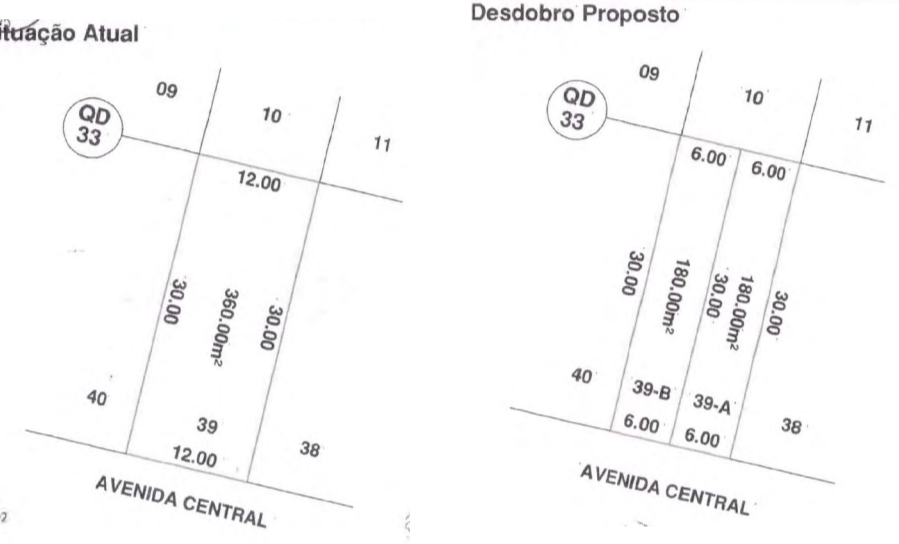 ituação Atual
09
QD
33
10
11
12.00
30.00
360.00m²
30.00
40
39
38
12.00
AVENIDA CENTRAL
Desdobro Proposto
09
QD
33
10
11
6.00
6.00
30.00
180.00m²
30.00
180.00m²
30.00
40
39-B
39-A
38
6.00
6.00
AVENIDA CENTRAL